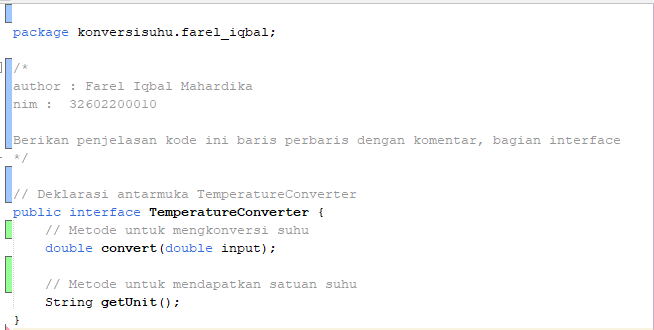 package konversisuhu.farel_iqbal;
/*
author : Farel Iqbal Mahardika
nim :  32602200010
Berikan penjelasan kode ini baris perbaris dengan komentar, bagian interface
*/
// Deklarasi antarmuka TemperatureConverter
public interface TemperatureConverter {
    // Metode untuk mengkonversi suhu
    double convert(double input);
    // Metode untuk mendapatkan satuan suhu
    String getUnit();
}